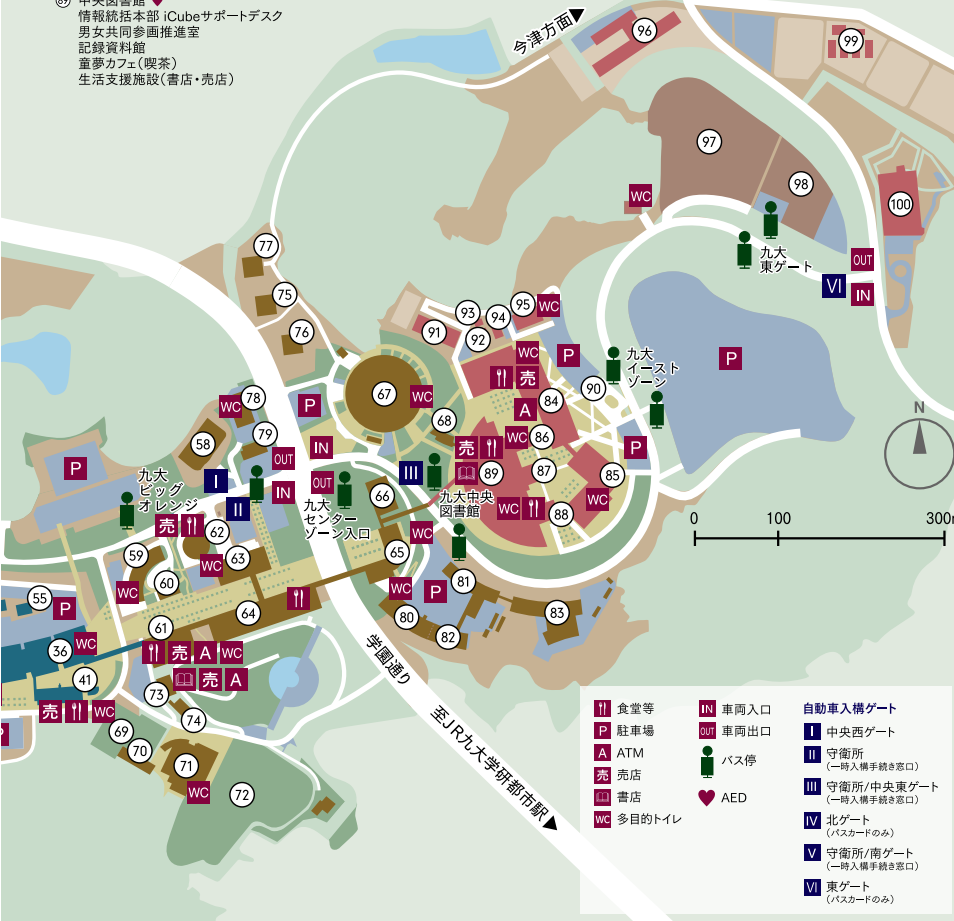 89 中央図書館 ♥
情報統括本部 iCubeサポートデスク
男女共同参画推進室
記録資料館
童夢カフェ(喫茶)
生活支援施設(書店・売店)
今津方面
96
99
97
98
100
WC
九大
東ゲート
OUT
VI
IN
77
75
76
93
94
95
WC
91
92
WC
P
九大
イースト
ゾーン
P
売
67
WC
90
84
A
78
WC
P
68
79
58
IN
売
WC
86
P
N
P
OUT
III
89
87
85
九大
ビッグ
オレンジ
I
IN
OUT
66
九大中央
図書館
WC
WC
88
II
九大
センター
ゾーン入口
0
100
300m
売
62
WC
65
59
63
WC
60
WC
WC
P
81
55
P
64
80
83
61
82
36
WC
売
A
WC
学園通り
41
売
A
73
売
WC
74
至JR九大学研都市駅
69
70
71
72
WC
食堂等
P
駐車場
A
ATM
売
売店
書店
WC
多目的トイレ
IN
車両入口
OUT
車両出口
バス停
AED
自動車入構ゲート
I
中央西ゲート
II
守衛所
(一時入構手続き窓口)
III
守衛所/中央東ゲート
(一時入構手続き窓口)
IV
北ゲート
(パスカードのみ)
V
守衛所/南ゲート
(一時入構手続き窓口)
VI
東ゲート
(パスカードのみ)